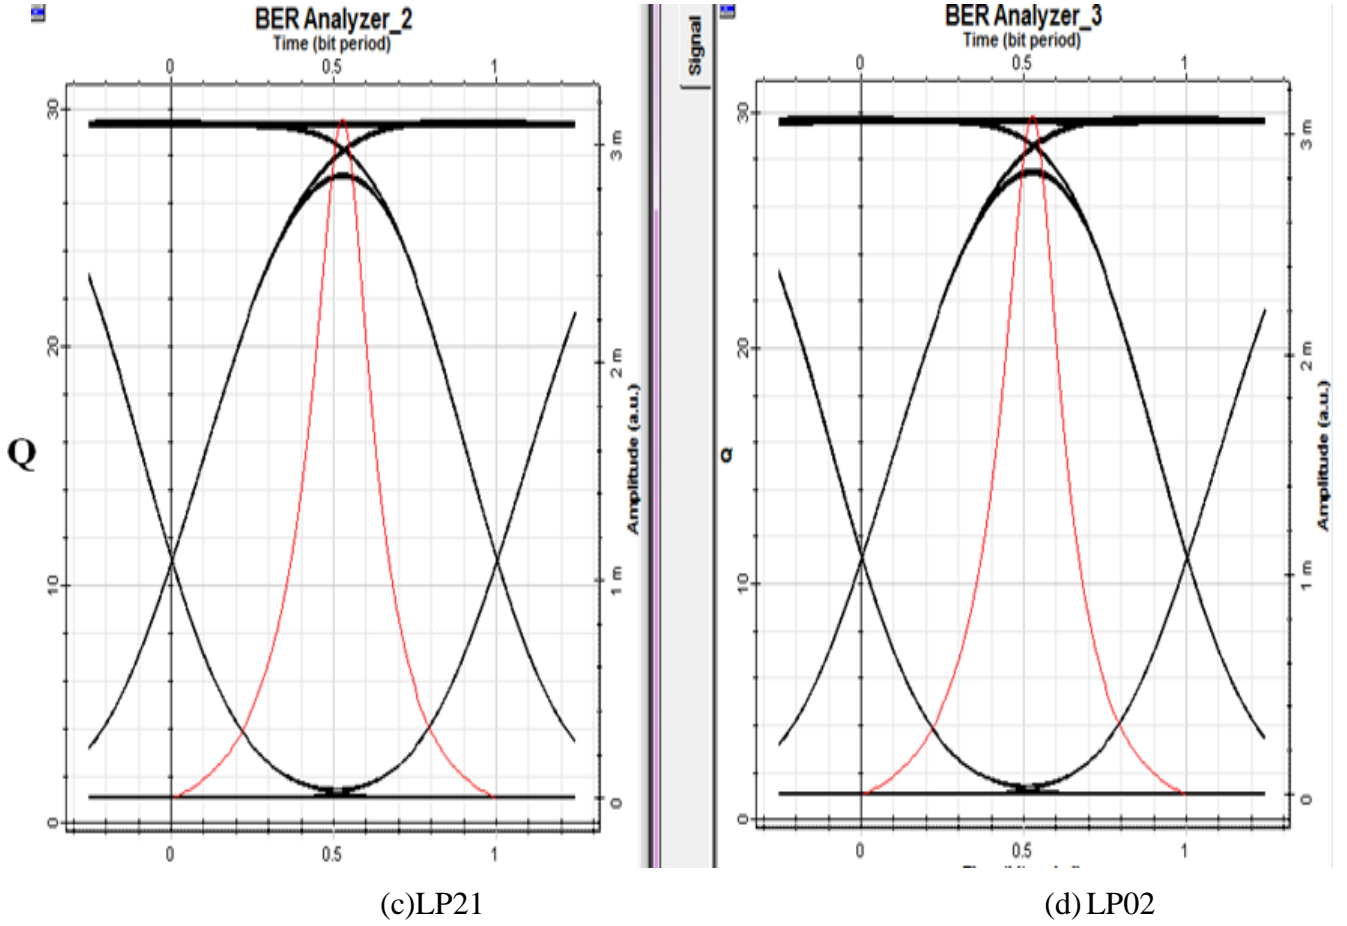 BER Analyzer_2
Time (bit period)
0 0.5 1
30
20
10
0
Q
3 m
2 m
1 m
0
Amplitude (a.u.)
0 0.5 1
Signal
BER Analyzer_3
Time (bit period)
0 0.5 1
30
20
10
0
Q
3 m
2 m
1 m
0
Amplitude (a.u.)
0 0.5 1
(c)LP21
(d) LP02